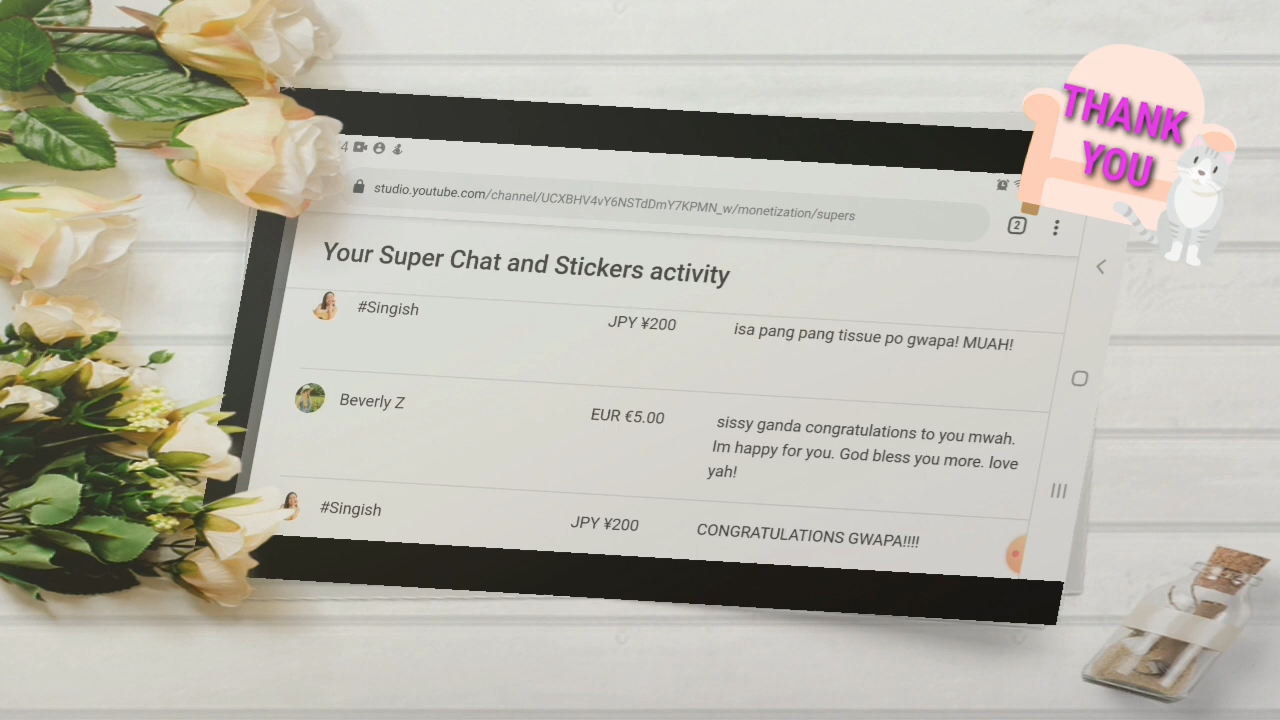 THANK
YOU
4
studio.youtube.com/channel/UCXBHV4vY6NSTdDmY7KPMN_w/monetization/supers
2
Your Super Chat and Stickers activity
#Singish JPY ¥200 isa pang pang tissue po gwapa! MUAH!
Beverly Z EUR €5.00 sissy ganda congratulations to you mwah.
Im happy for you. God bless you more. love
yah!
#Singish JPY ¥200 CONGRATULATIONS GWAPA!!!!